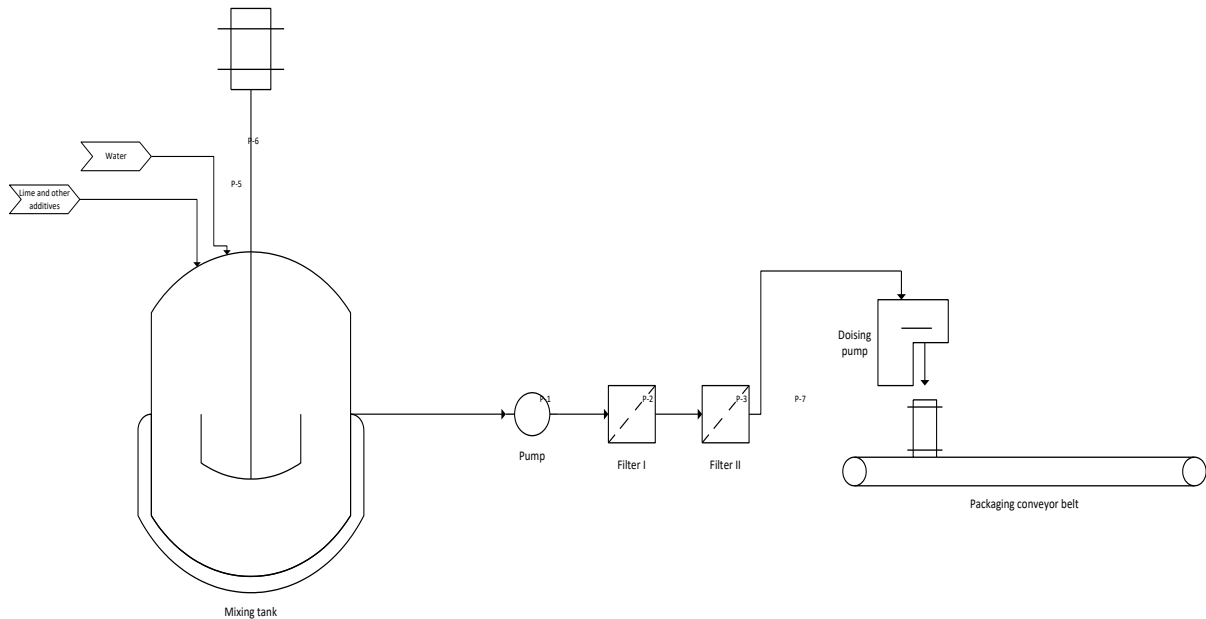 P-6
Water
P-5
Lime and other
additives
Doising
pump
P-1
P-2
P-3
P-7
Pump
Filter I
Filter II
Packaging conveyor belt
Mixing tank